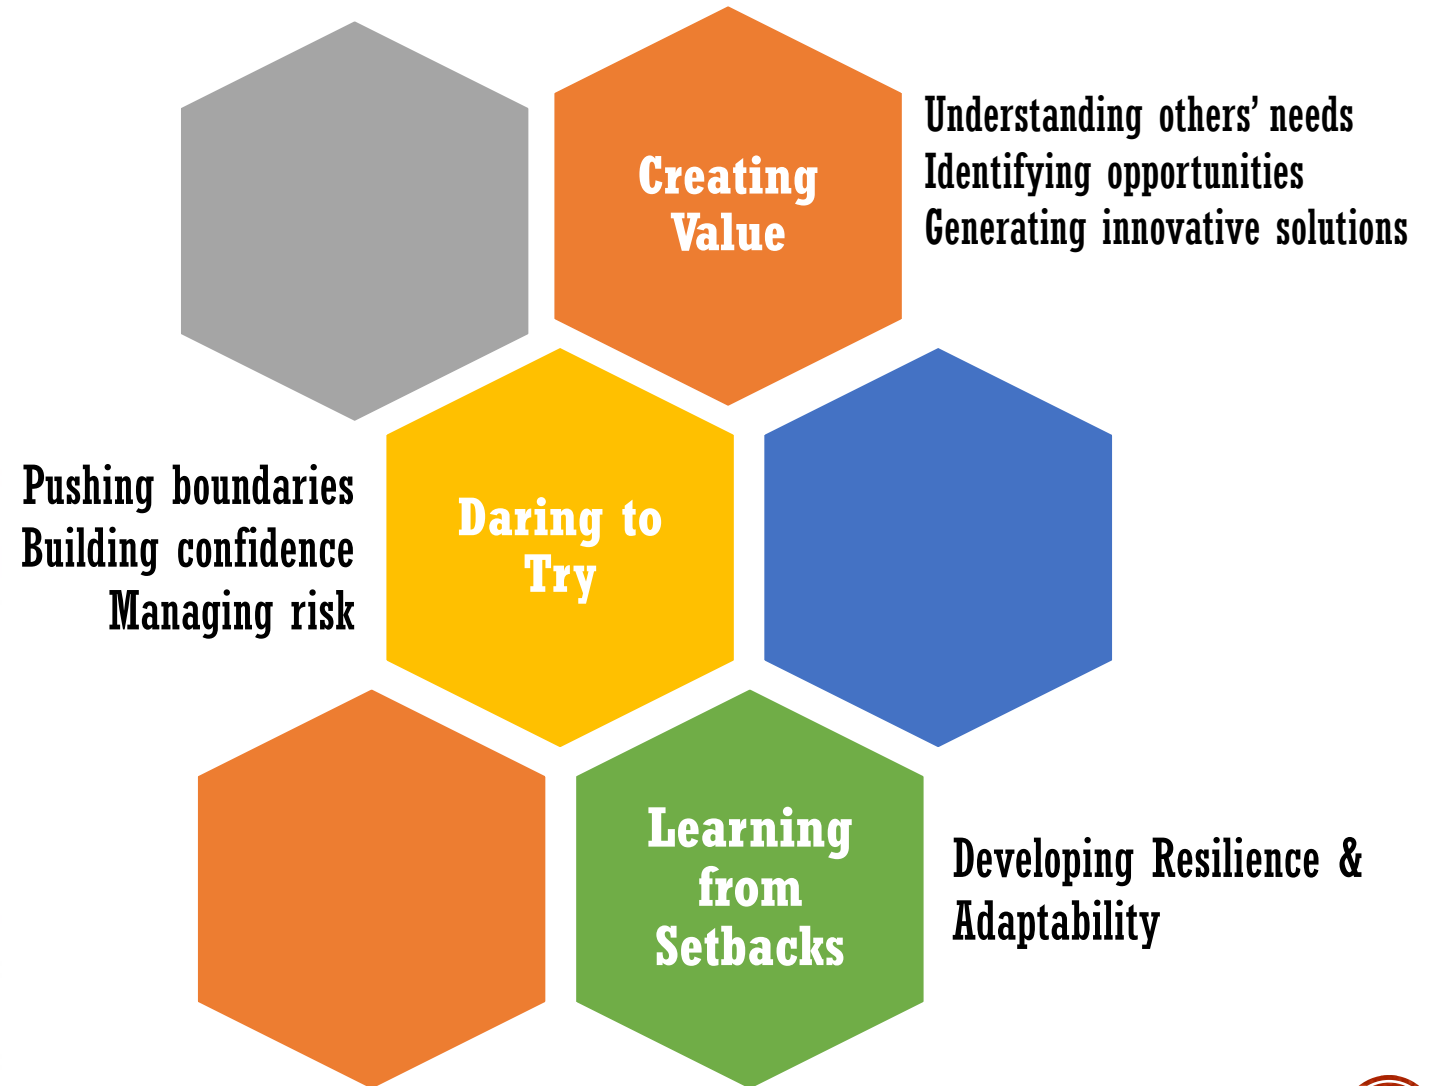 Creating
Value
Understanding others’ needs
Identifying opportunities
Generating innovative solutions
Pushing boundaries
Building confidence
Managing risk
Daring to
Try
Learning
from
Setbacks
Developing Resilience &
Adaptability